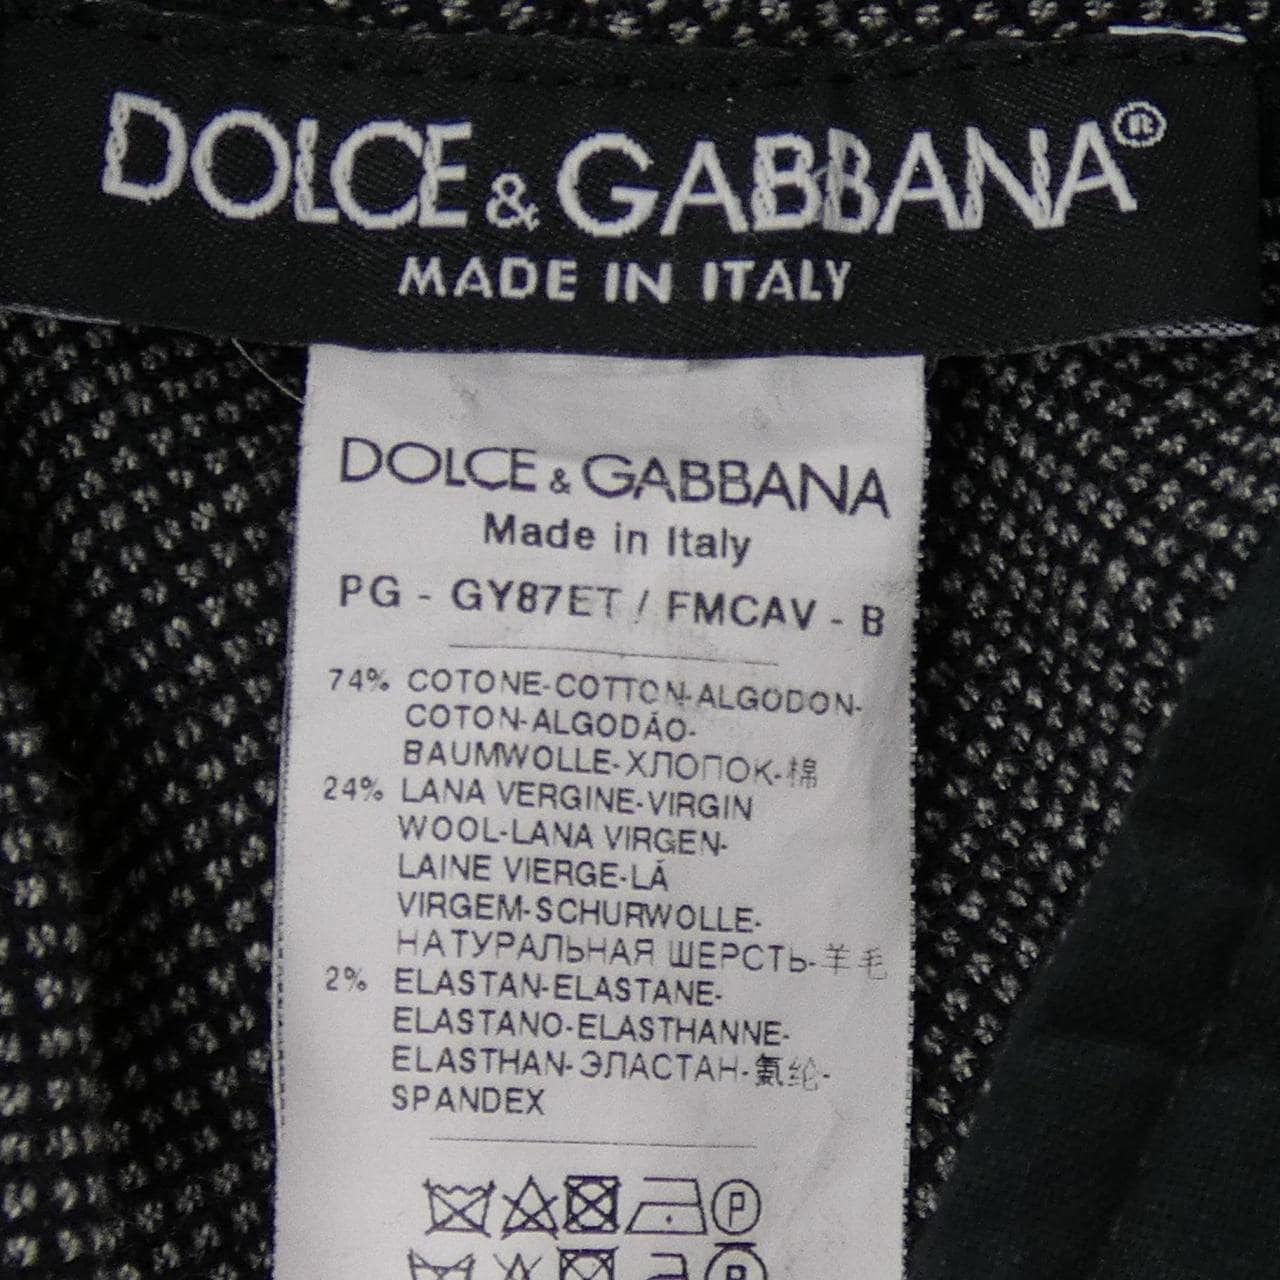 DOLCE & GABBANA®
MADE IN ITALY
DOLCE & GABBANA
Made in Italy
PG - GY87ET / FMCAV - B
74% COTONE-COTTON-ALGODON-
COTON-ALGODÃO-
BAUMWOLLE-ХЛОПОК-棉
24% LANA VERGINE-VIRGIN
WOOL-LANA VIRGEN-
LAINE VIERGE-LÃ
VIRGEM-SCHURWOLLE-
НАТУРАЛЬНАЯ ШЕРСТЬ-羊毛
2% ELASTAN-ELASTANE-
ELASTANO-ELASTHANNE-
ELASTHAN-ЭЛАСТАН-氨纶-
SPANDEX
P
P